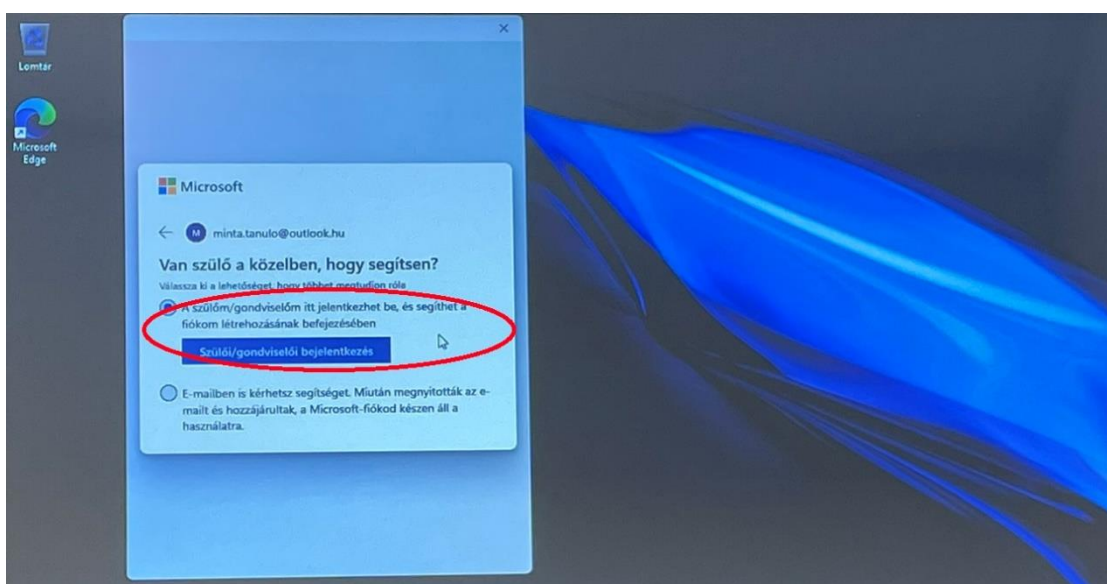 Lomtár
Microsoft
Edge
Microsoft
M minta.tanulo@outlook.hu
Van szülő a közelben, hogy segítsen?
Válassza ki a lehetőséget, hogy többet megtudjon róla
A szülőm/gondviselőm itt jelentkezhet be, és segíthet a
fiókom létrehozásának befejezésében
Szülői/gondviselői bejelentkezés
E-mailben is kérhetsz segítséget. Miután megnyitották az e-
mailt és hozzájárultak, a Microsoft-fiókod készen áll a
használatra.